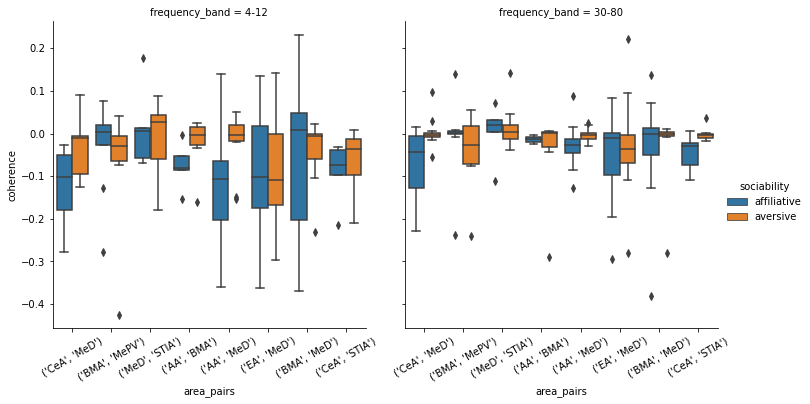 frequency_band = 4-12
frequency_band = 30-80
coherence
0.2
0.1
0.0
−0.1
−0.2
−0.3
−0.4
('CeA', 'MeD')
('BMA', 'MePV')
('MeD', 'STIA')
('AA', 'BMA')
('AA', 'MeD')
('EA', 'MeD')
('BMA', 'MeD')
('CeA', 'STIA')
area_pairs
('CeA', 'MeD')
('BMA', 'MePV')
('MeD', 'STIA')
('AA', 'BMA')
('AA', 'MeD')
('EA', 'MeD')
('BMA', 'MeD')
('CeA', 'STIA')
area_pairs
sociability
affiliative
aversive